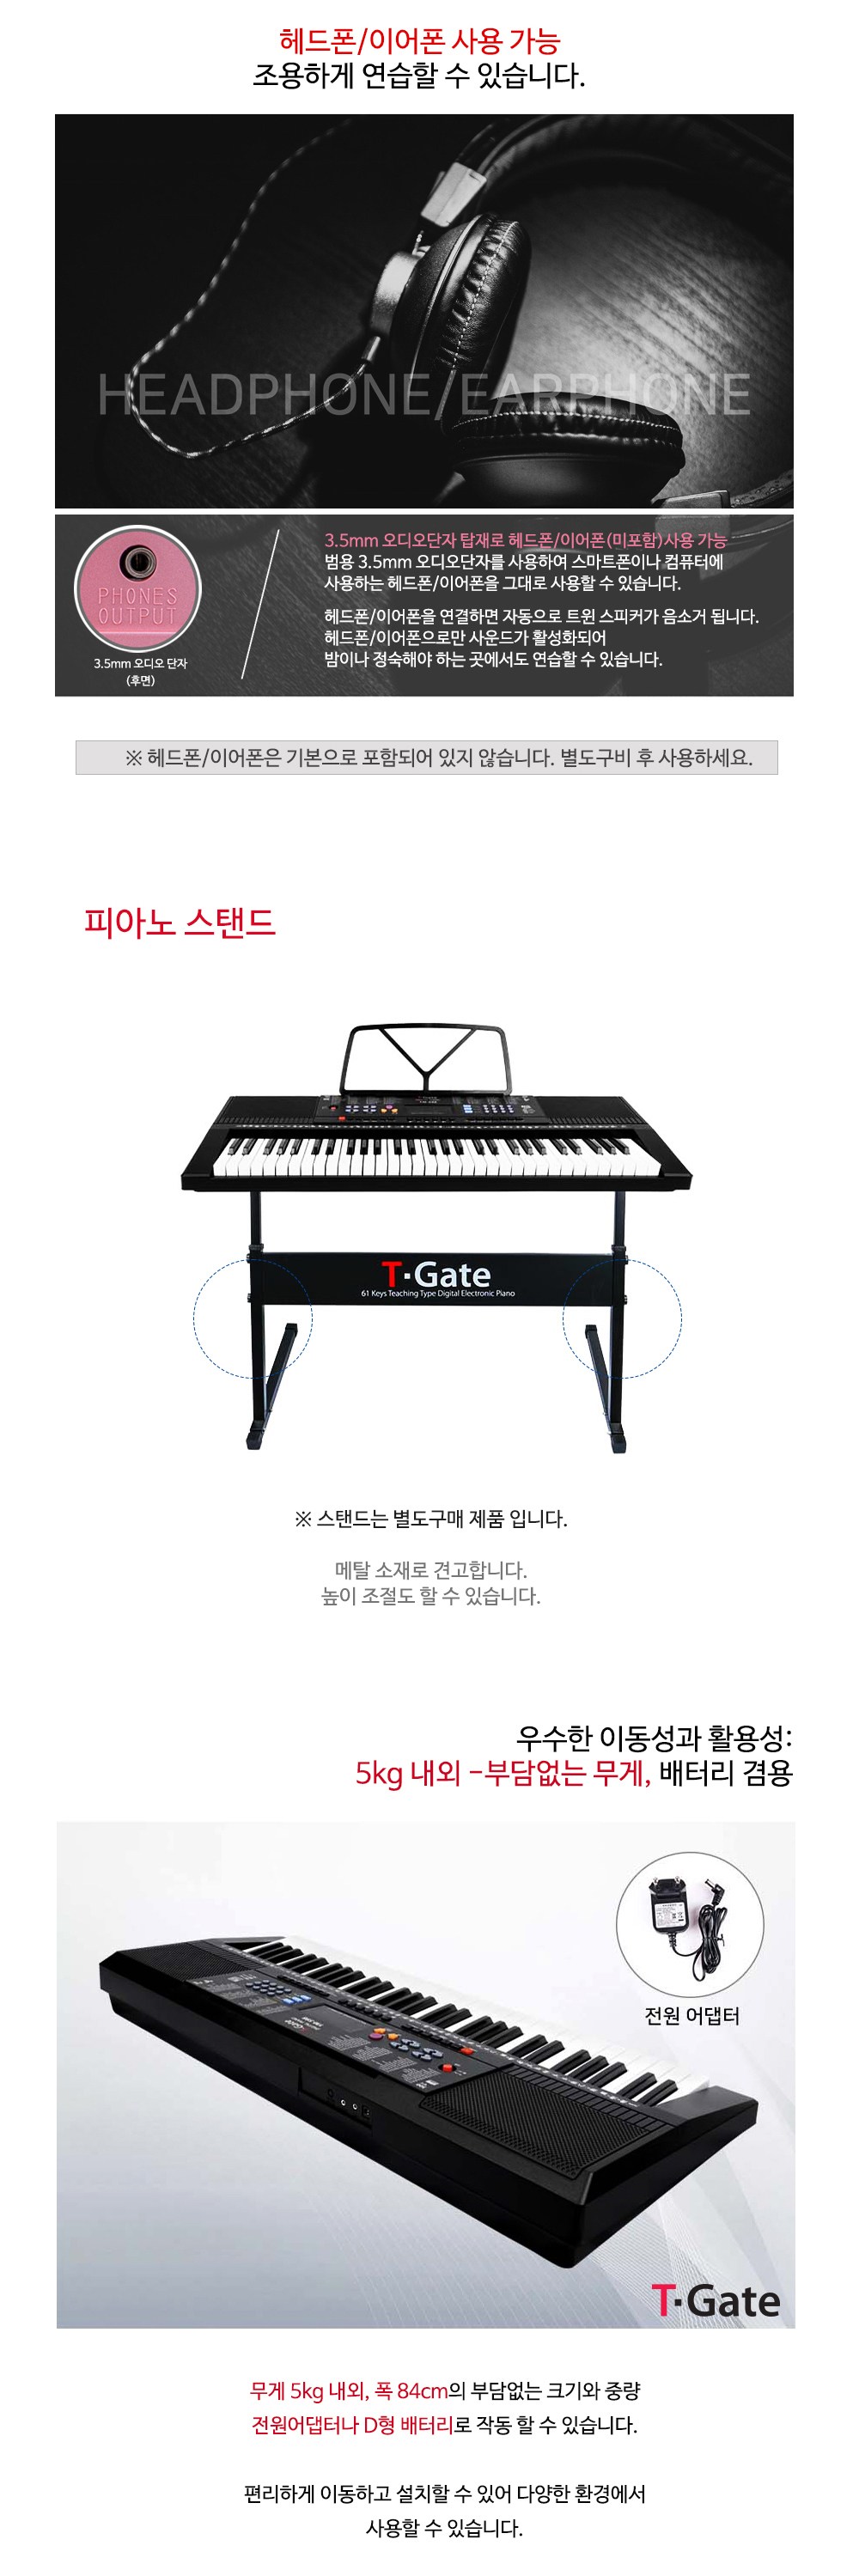 헤드폰/이어폰 사용 가능
조용하게 연습할 수 있습니다.
HEADPHONE/EARPHONE
PHONES
OUTPUT
3.5mm 오디오 단자
(후면)
3.5mm 오디오단자 탑재로 헤드폰/이어폰(미포함)사용 가능
범용 3.5mm 오디오단자를 사용하여 스마트폰이나 컴퓨터에
사용하는 헤드폰/이어폰을 그대로 사용할 수 있습니다.
헤드폰/이어폰을 연결하면 자동으로 트윈 스피커가 음소거 됩니다.
헤드폰/이어폰으로만 사운드가 활성화되어
밤이나 정숙해야 하는 곳에서도 연습할 수 있습니다.
※ 헤드폰/이어폰은 기본으로 포함되어 있지 않습니다. 별도구비 후 사용하세요.
피아노 스탠드
T·Gate
61 Keys Teaching Type Digital Electronic Piano
※ 스탠드는 별도구매 제품 입니다.
메탈 소재로 견고합니다.
높이 조절도 할 수 있습니다.
우수한 이동성과 활용성:
5kg 내외 -부담없는 무게, 배터리 겸용
전원 어댑터
T·Gate
무게 5kg 내외, 폭 84cm의 부담없는 크기와 중량
전원어댑터나 D형 배터리로 작동 할 수 있습니다.
편리하게 이동하고 설치할 수 있어 다양한 환경에서
사용할 수 있습니다.